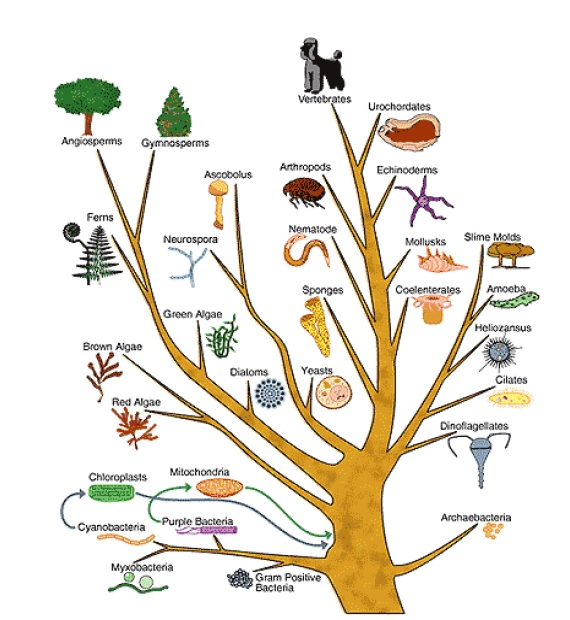 Vertebrates
Urochordates
Angiosperms
Gymnosperms
Arthropods
Echinoderms
Ascobolus
Ferns
Neurospora
Nematode
Mollusks
Slime Molds
Sponges
Coelenterates
Amoeba
Green Algae
Heliozansus
Brown Algae
Diatoms
Yeasts
Cilates
Red Algae
Dinoflagellates
Chloroplasts
Mitochondria
Cyanobacteria
Purple Bacteria
Archaebacteria
Myxobacteria
Gram Positive
Bacteria